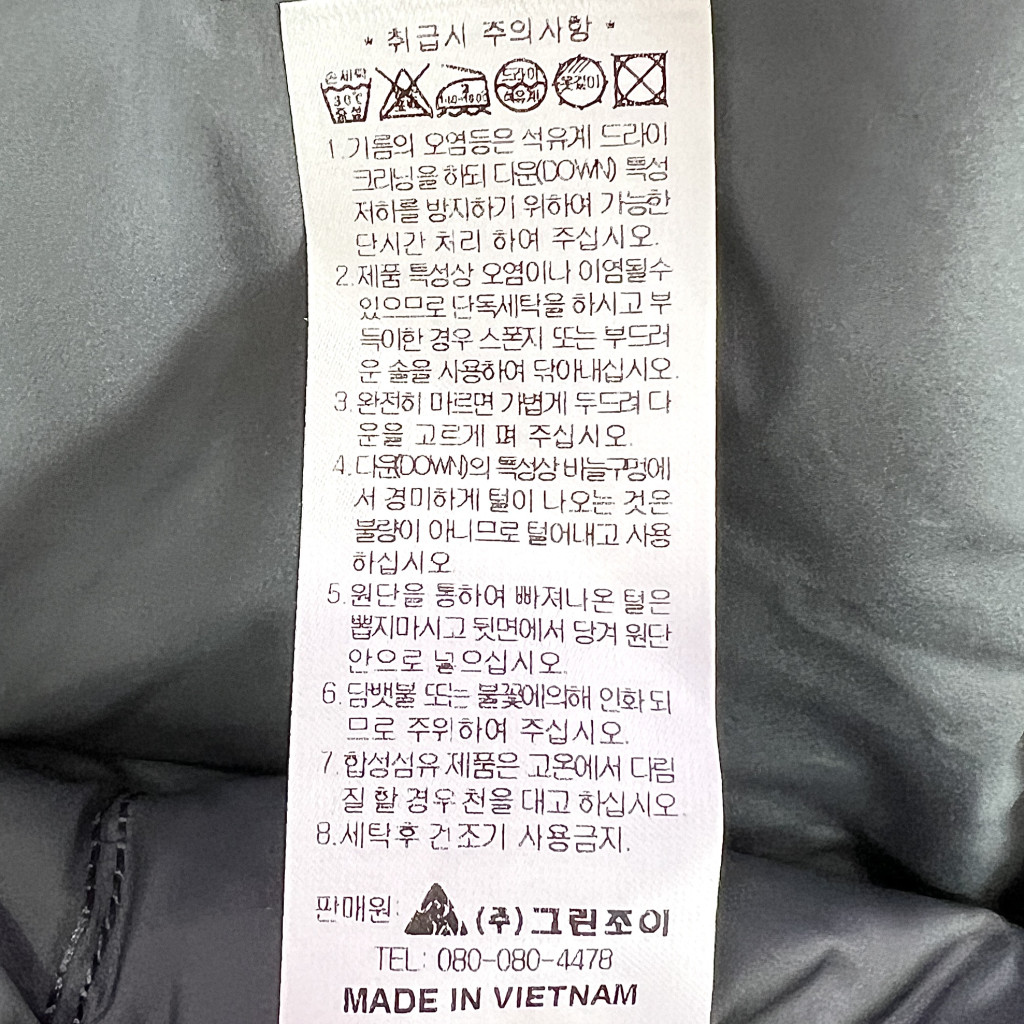 * 취급시 주의사항 *
손세탁 30℃ 중성 드라이 석유계 옷걸이
1.기름의 오염등은 석유계 드라이
크리닝을 하되 다운(DOWN) 특성
저하를 방지하기 위하여 가능한
단시간 처리 하여 주십시오.
2.제품 특성상 오염이나 이염될수
있으므로 단독세탁을 하시고 부
득이한 경우 스폰지 또는 부드러
운 솔을 사용하여 닦아내십시오.
3.완전히 마르면 가볍게 두드려 다
운을 고르게 펴 주십시오.
4.다운(DOWN)의 특성상 바늘구멍에
서 경미하게 털이 나오는 것은
불량이 아니므로 털어내고 사용
하십시오.
5.원단을 통하여 빠져나온 털은
뽑지마시고 뒷면에서 당겨 원단
안으로 넣으십시오.
6.담뱃불 또는 불꽃에의해 인화 되
므로 주위하여 주십시오.
7.합성섬유 제품은 고온에서 다림
질 할 경우 천을 대고 하십시오.
8.세탁후 건조기 사용금지.
판매원: (주)그린조이
TEL: 080-080-4478
MADE IN VIETNAM